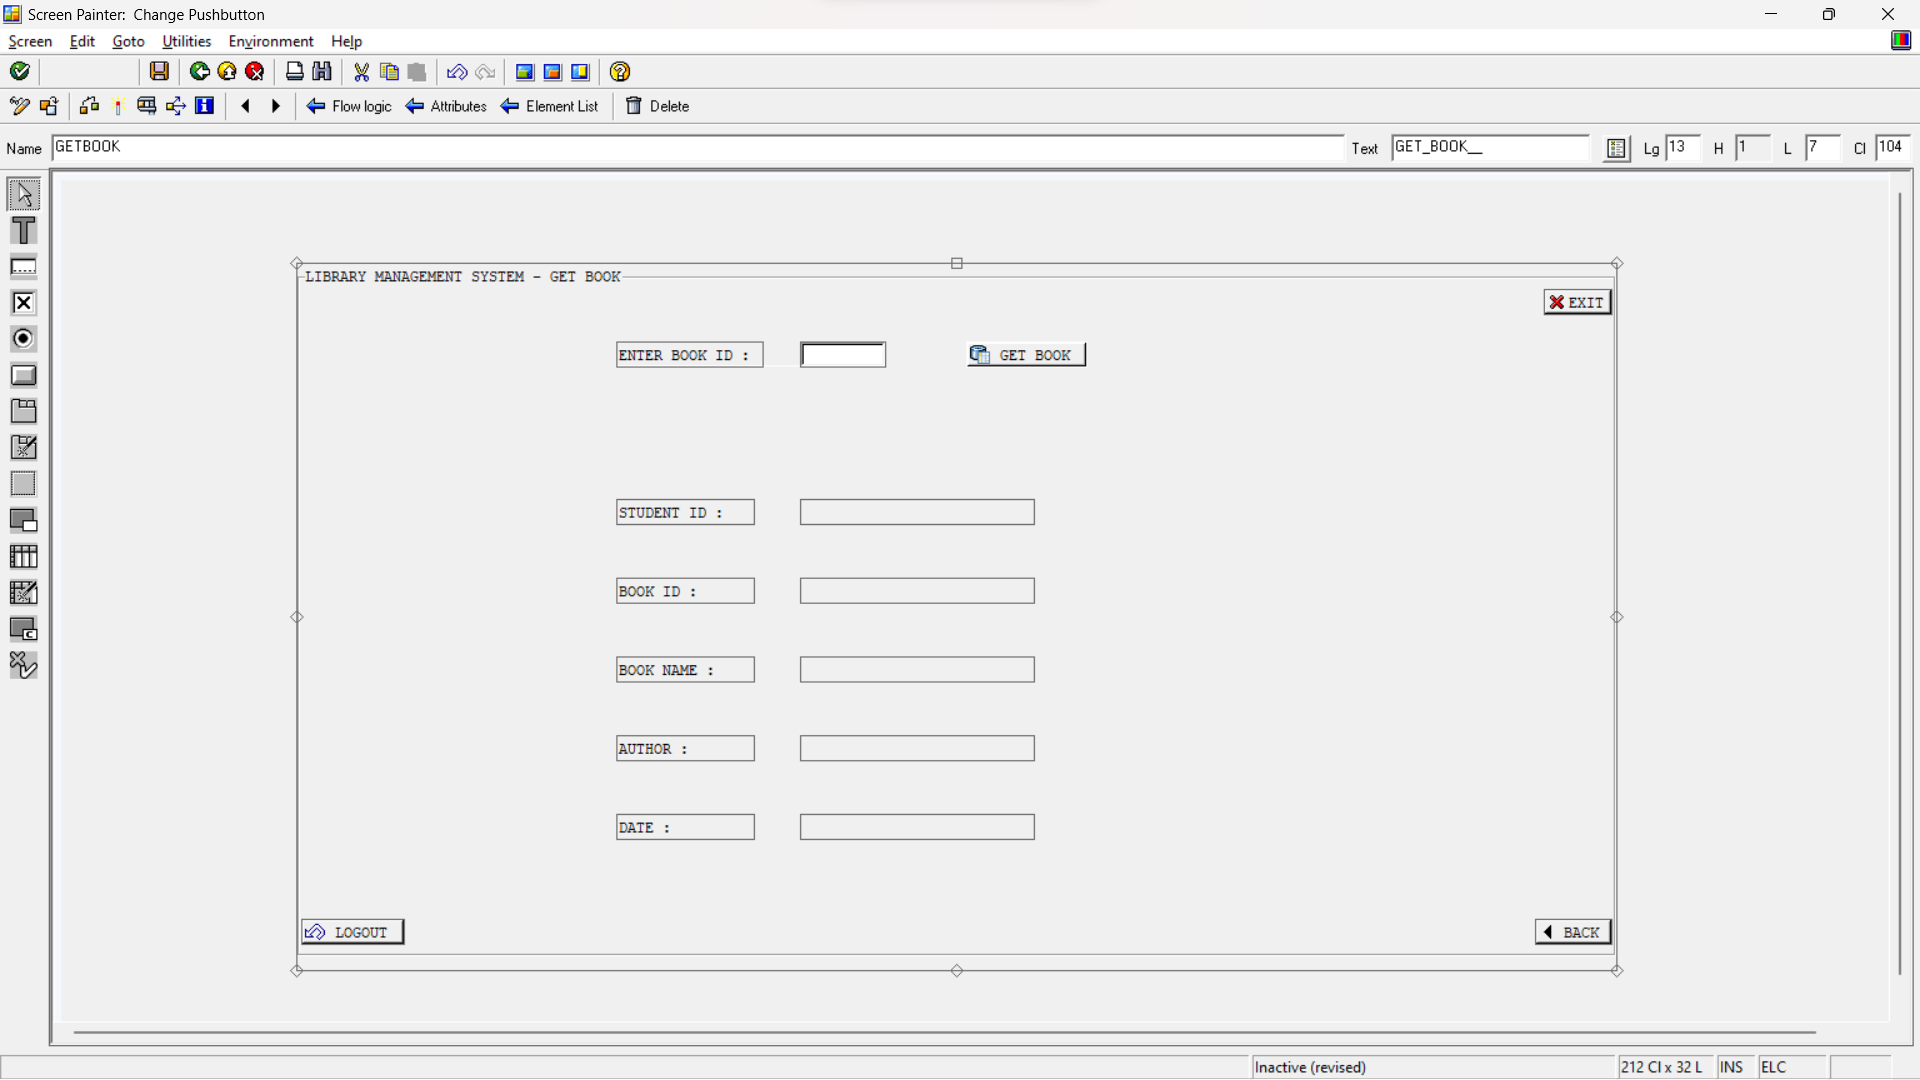 Screen Painter: Change Pushbutton
Screen Edit Goto Utilities Environment Help
Flow logic Attributes Element List Delete
Name GETBOOK Text GET_BOOK__ Lg 13 H 1 L 7 Cl 104
LIBRARY MANAGEMENT SYSTEM - GET BOOK
EXIT
ENTER BOOK ID : GET BOOK
STUDENT ID :
BOOK ID :
BOOK NAME :
AUTHOR :
DATE :
LOGOUT BACK
Inactive (revised) 212 Cl x 32 L INS ELC